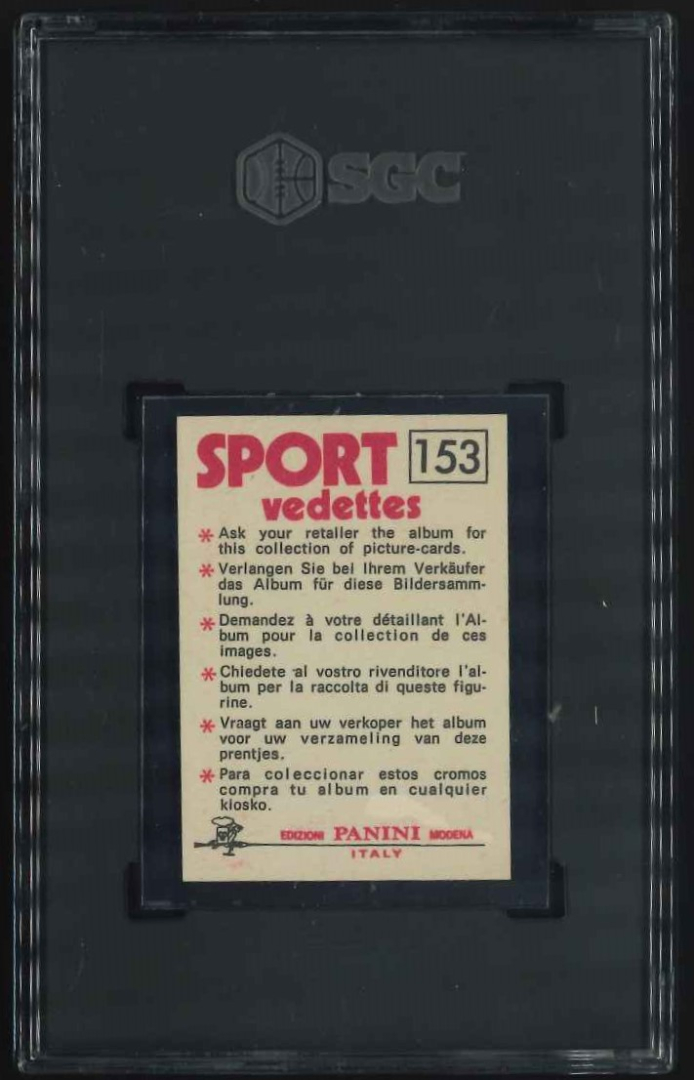 SGC
SPORT 153
vedettes
* Ask your retailer the album for
this collection of picture-cards.
* Verlangen Sie bei Ihrem Verkäufer
das Album für diese Bildersamm-
lung.
* Demandez à votre détaillant l'Al-
bum pour la collection de ces
images.
* Chiedete al vostro rivenditore l'al-
bum per la raccolta di queste figu-
rine.
* Vraagt aan uw verkoper het album
voor uw verzameling van deze
prentjes.
* Para coleccionar estos cromos
compra tu album en cualquier
kiosko.
EDIZIONI PANINI MODENA
ITALY